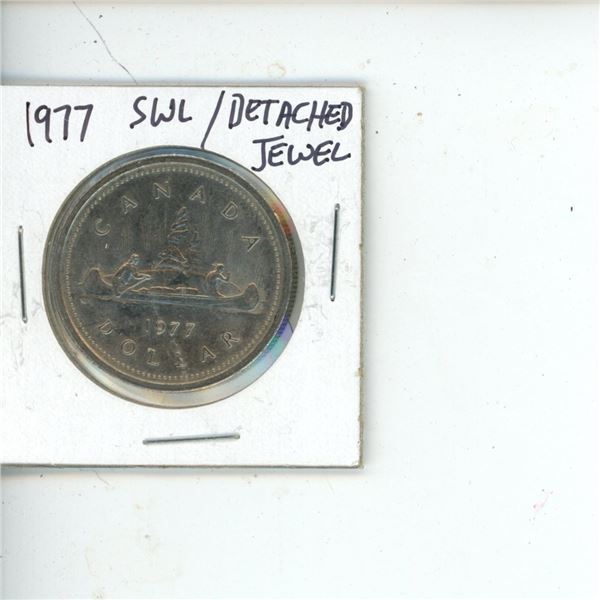 1977 SWL / DETACHED
JEWEL
CANADA
1977
DOLLAR